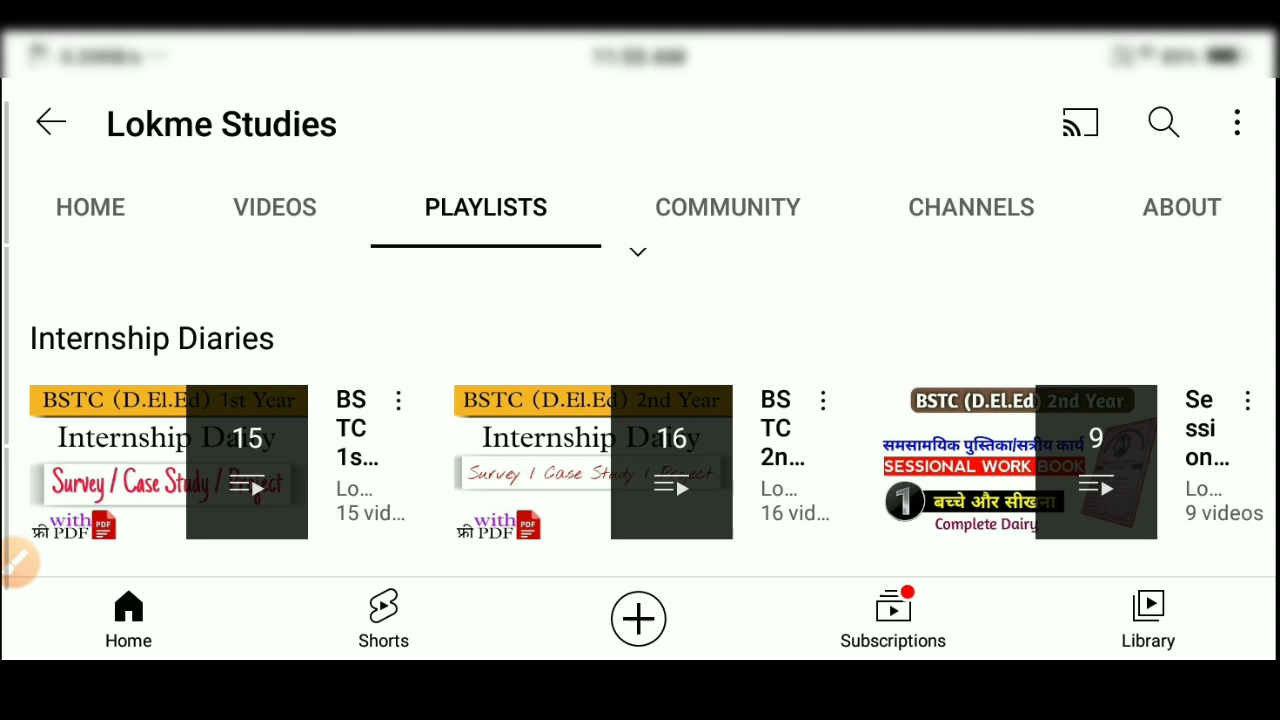 Lokme Studies
HOME VIDEOS PLAYLISTS COMMUNITY CHANNELS ABOUT
Internship Diaries
BSTC (D.El.Ed) 1st Year
Internship Dairy
Survey / Case Study / Project
फ्री with PDF
PDF
15
BS
TC
1s...
Lo...
15 vid...
BSTC (D.El.Ed) 2nd Year
Internship Dairy
Survey / Case Study / Project
फ्री with PDF
PDF
16
BS
TC
2n...
Lo...
16 vid...
BSTC (D.El.Ed) 2nd Year
समसामयिक पुस्तिका/सत्रीय कार्य
SESSIONAL WORK BOOK
1 बच्चे और सीखना
Complete Dairy
9
Se
ssi
on...
Lo...
9 videos
Home Shorts Subscriptions Library